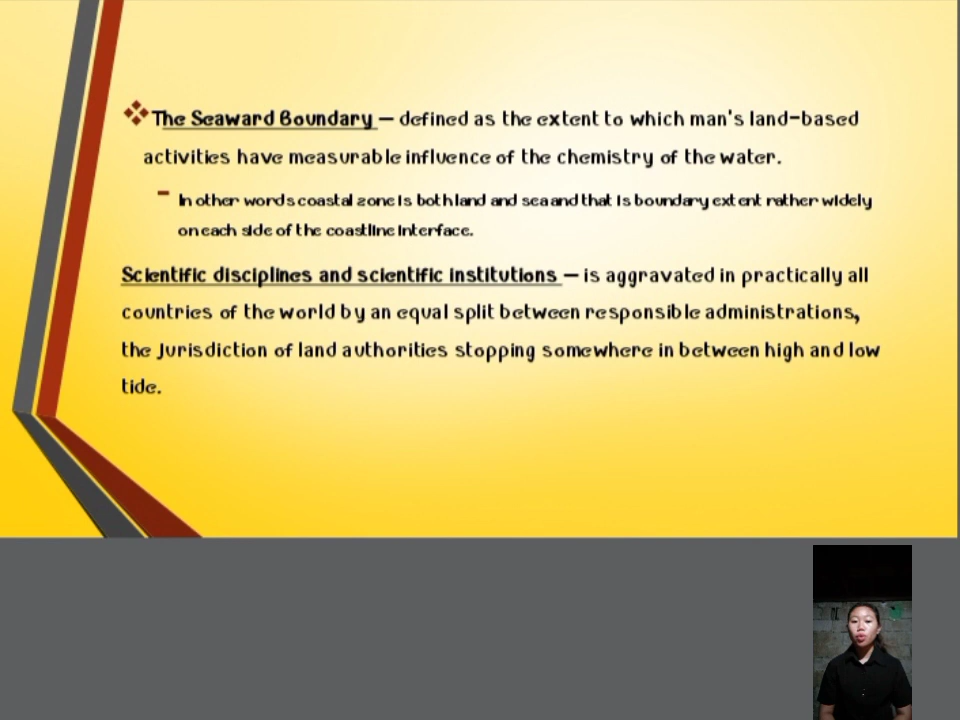 The Seaward Boundary – defined as the extent to which man's land-based
activities have measurable influence of the chemistry of the water.
- In other words coastal zone is both land and sea and that is boundary extent rather widely
on each side of the coastline interface.
Scientific disciplines and scientific institutions – is aggravated in practically all
countries of the world by an equal split between responsible administrations,
the jurisdiction of land authorities stopping somewhere in between high and low
tide.